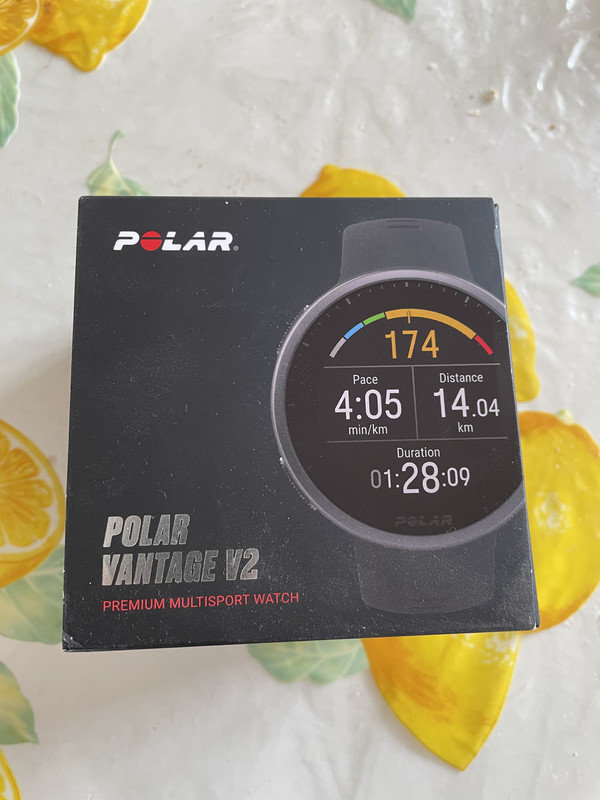 POLAR
174
Pace
4:05
min/km
Distance
14.04
km
Duration
01:28:09
POLAR
POLAR
VANTAGE V2
PREMIUM MULTISPORT WATCH